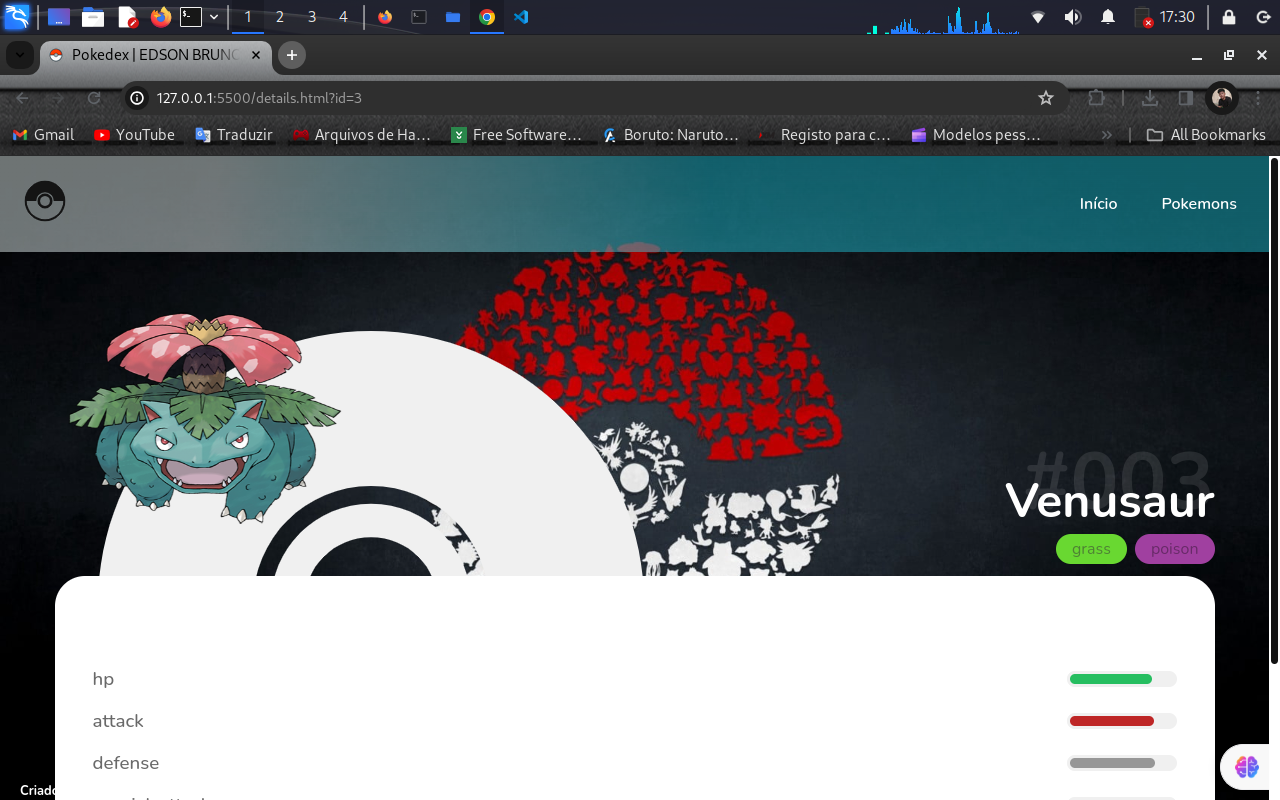 1 2 3 4 17:30
Pokedex | EDSON BRUNO
127.0.0.1:5500/details.html?id=3
Gmail YouTube Traduzir Arquivos de Ha... Free Software... Boruto: Naruto... Registo para c... Modelos pess... » All Bookmarks
Início Pokemons
#003
Venusaur
grass poison
hp
attack
defense
Criado